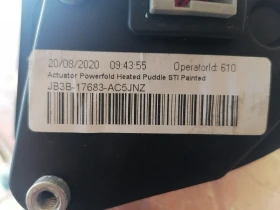 20/08/2020 09:43:55 OperatorId: 610
Actuator Powerfold Heated Puddle STI Painted
JB3B-17683-AC5JNZ